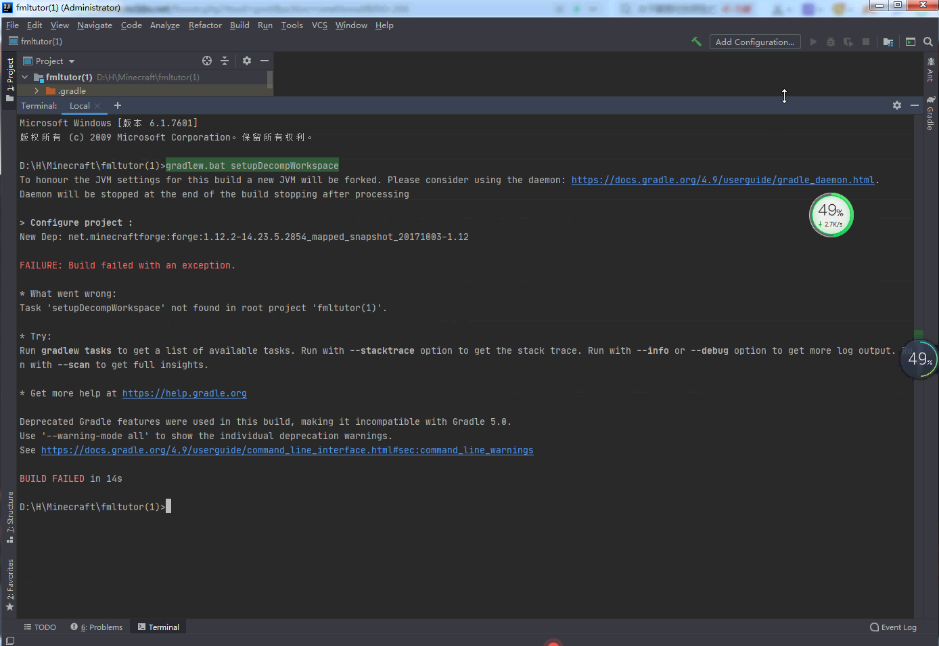 fmltutor(1) (Administrator)
File Edit View Navigate Code Analyze Refactor Build Run Tools VCS Window Help
fmltutor(1)
Add Configuration...
1: Project
Project
fmltutor(1) D:\H\Minecraft\fmltutor(1)
.gradle
Ant
Gradle
Terminal: Local × +
Microsoft Windows [版本 6.1.7601]
版权所有 (c) 2009 Microsoft Corporation。保留所有权利。
D:\H\Minecraft\fmltutor(1)>gradlew.bat setupDecompWorkspace
To honour the JVM settings for this build a new JVM will be forked. Please consider using the daemon: https://docs.gradle.org/4.9/userguide/gradle_daemon.html.
Daemon will be stopped at the end of the build stopping after processing
> Configure project :
New Dep: net.minecraftforge:forge:1.12.2-14.23.5.2854_mapped_snapshot_20171003-1.12
49%
↓ 2.7K/s
FAILURE: Build failed with an exception.
* What went wrong:
Task 'setupDecompWorkspace' not found in root project 'fmltutor(1)'.
* Try:
Run gradlew tasks to get a list of available tasks. Run with --stacktrace option to get the stack trace. Run with --info or --debug option to get more log output.
n with --scan to get full insights.
49%
* Get more help at https://help.gradle.org
Deprecated Gradle features were used in this build, making it incompatible with Gradle 5.0.
Use '--warning-mode all' to show the individual deprecation warnings.
See https://docs.gradle.org/4.9/userguide/command_line_interface.html#sec:command_line_warnings
BUILD FAILED in 14s
D:\H\Minecraft\fmltutor(1)>
7: Structure
2: Favorites
TODO 6: Problems Terminal Event Log